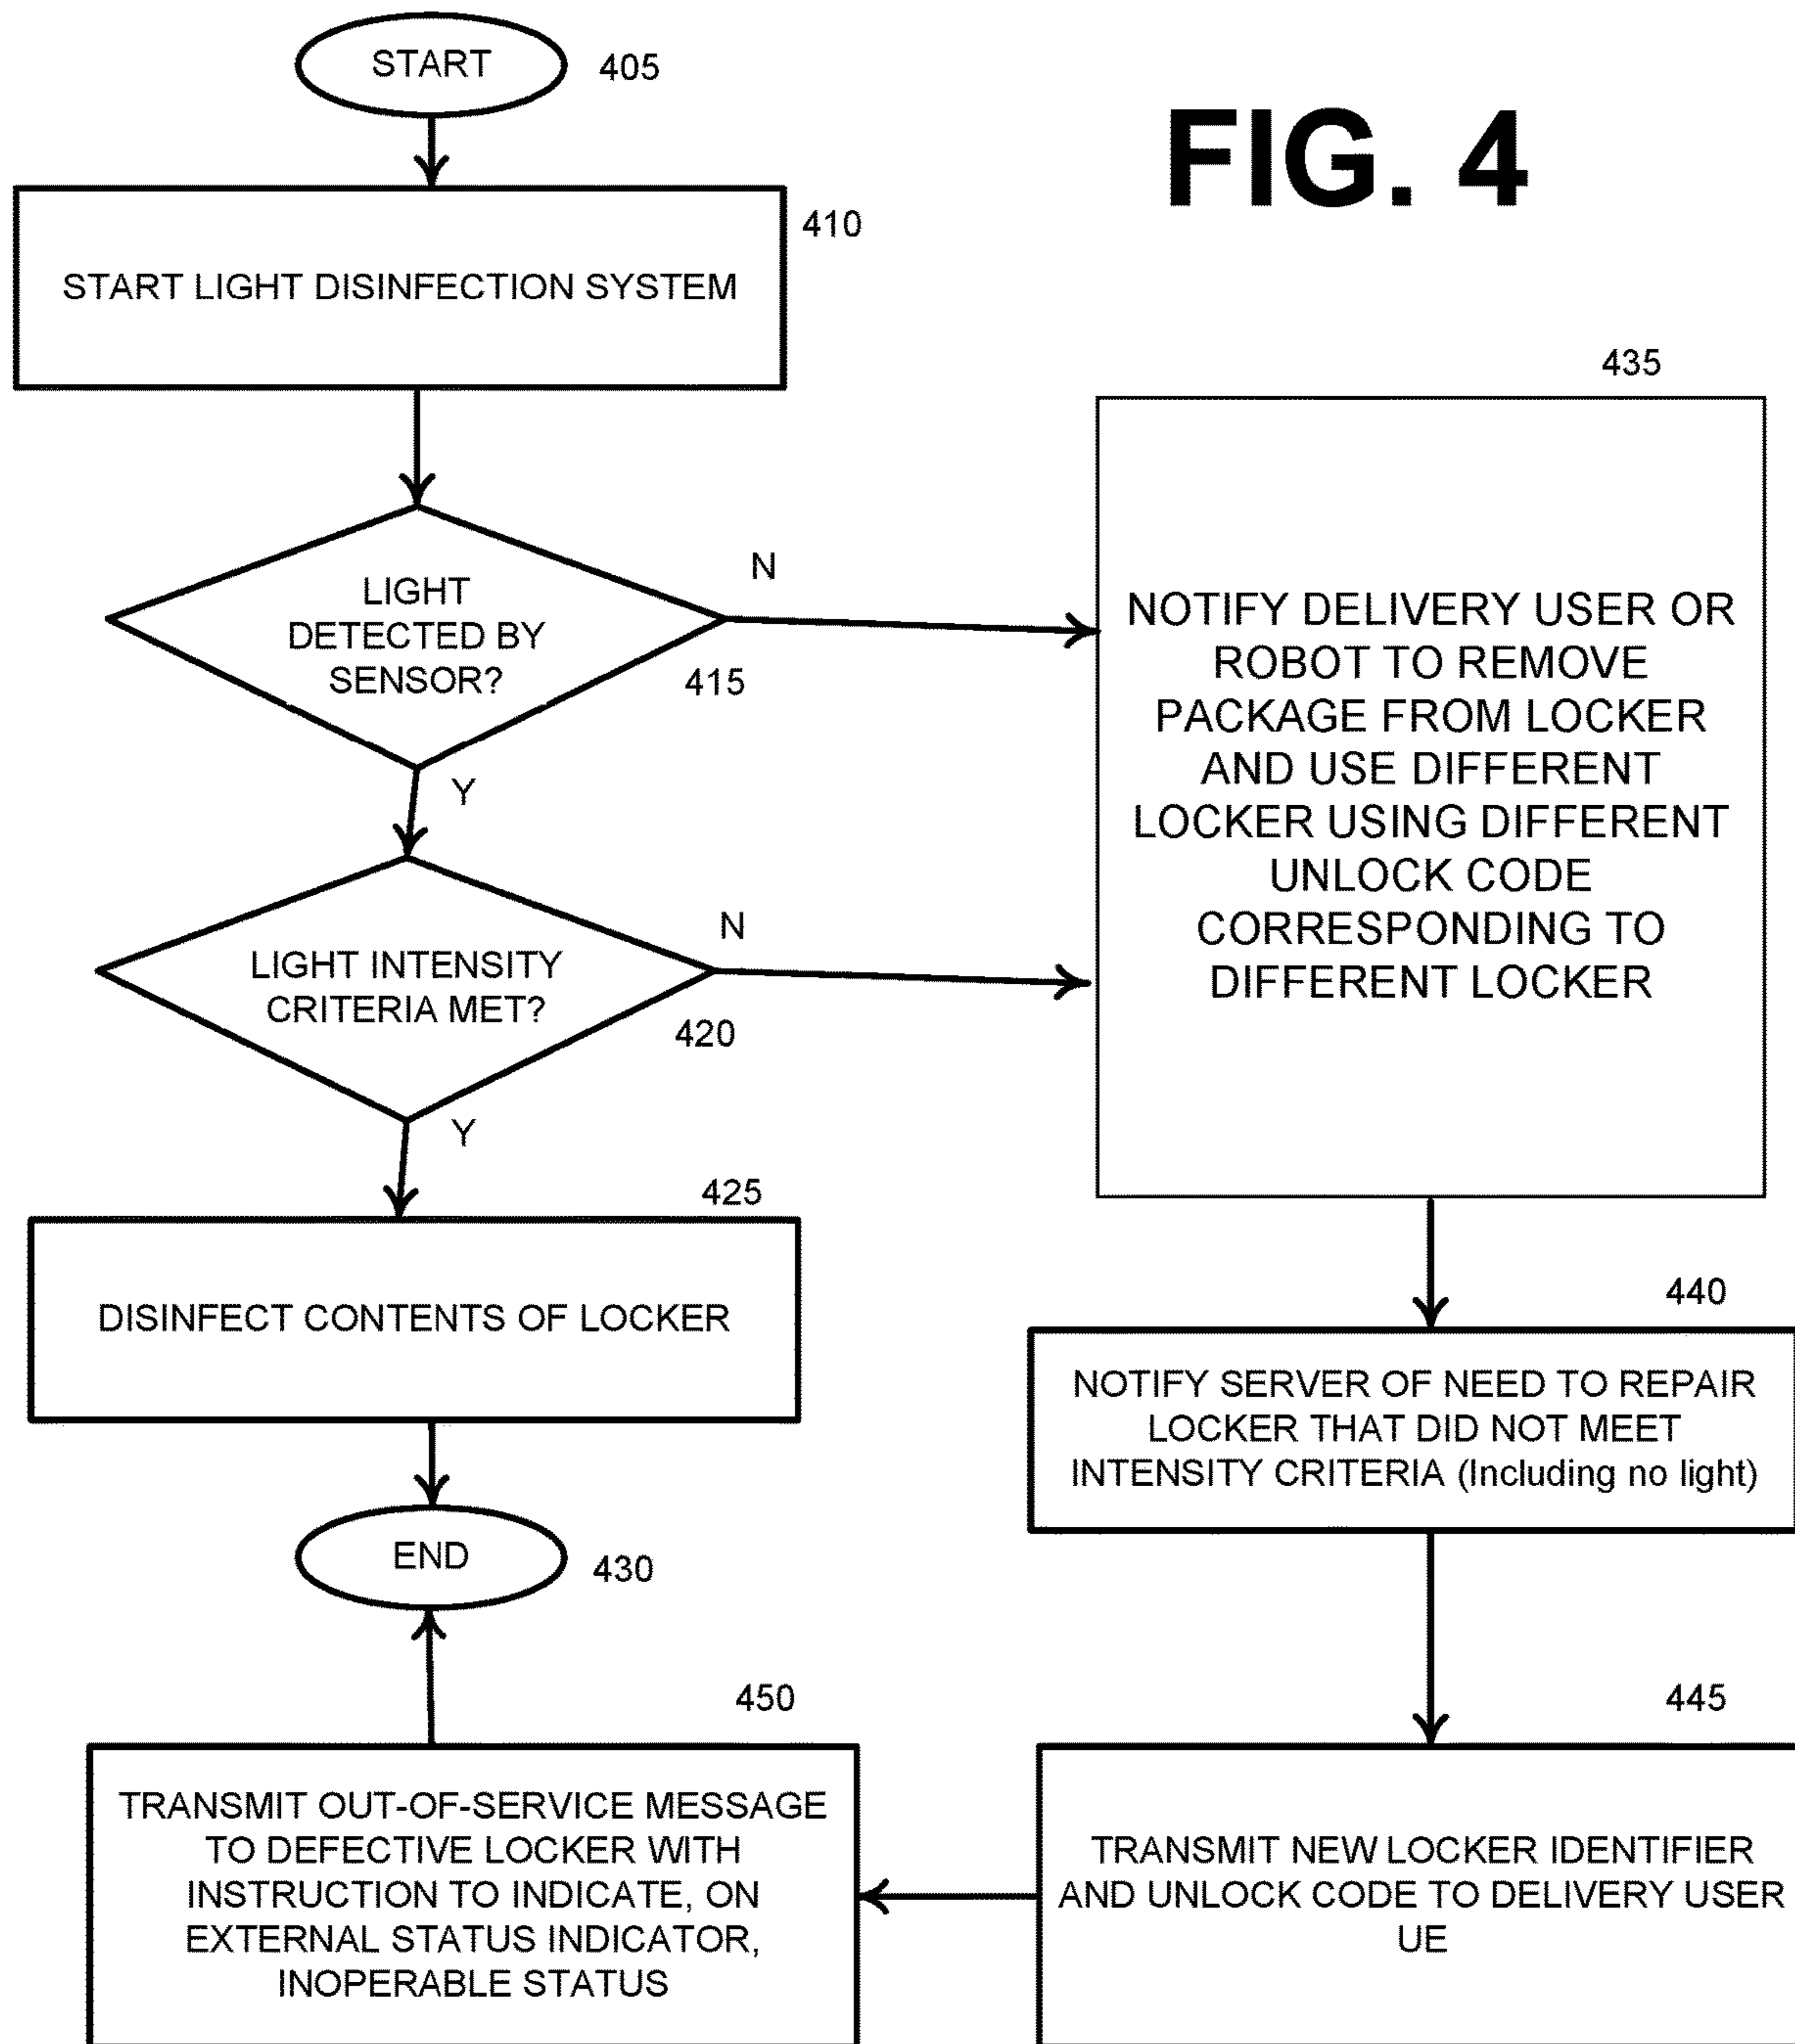 START
405
FIG. 4
410
START LIGHT DISINFECTION SYSTEM
435
LIGHT
DETECTED BY
SENSOR?
N
415
Y
NOTIFY DELIVERY USER OR
ROBOT TO REMOVE
PACKAGE FROM LOCKER
AND USE DIFFERENT
LOCKER USING DIFFERENT
UNLOCK CODE
CORRESPONDING TO
DIFFERENT LOCKER
LIGHT INTENSITY
CRITERIA MET?
N
420
Y
425
DISINFECT CONTENTS OF LOCKER
440
NOTIFY SERVER OF NEED TO REPAIR
LOCKER THAT DID NOT MEET
INTENSITY CRITERIA (Including no light)
END
430
450
445
TRANSMIT OUT-OF-SERVICE MESSAGE
TO DEFECTIVE LOCKER WITH
INSTRUCTION TO INDICATE, ON
EXTERNAL STATUS INDICATOR,
INOPERABLE STATUS
TRANSMIT NEW LOCKER IDENTIFIER
AND UNLOCK CODE TO DELIVERY USER
UE